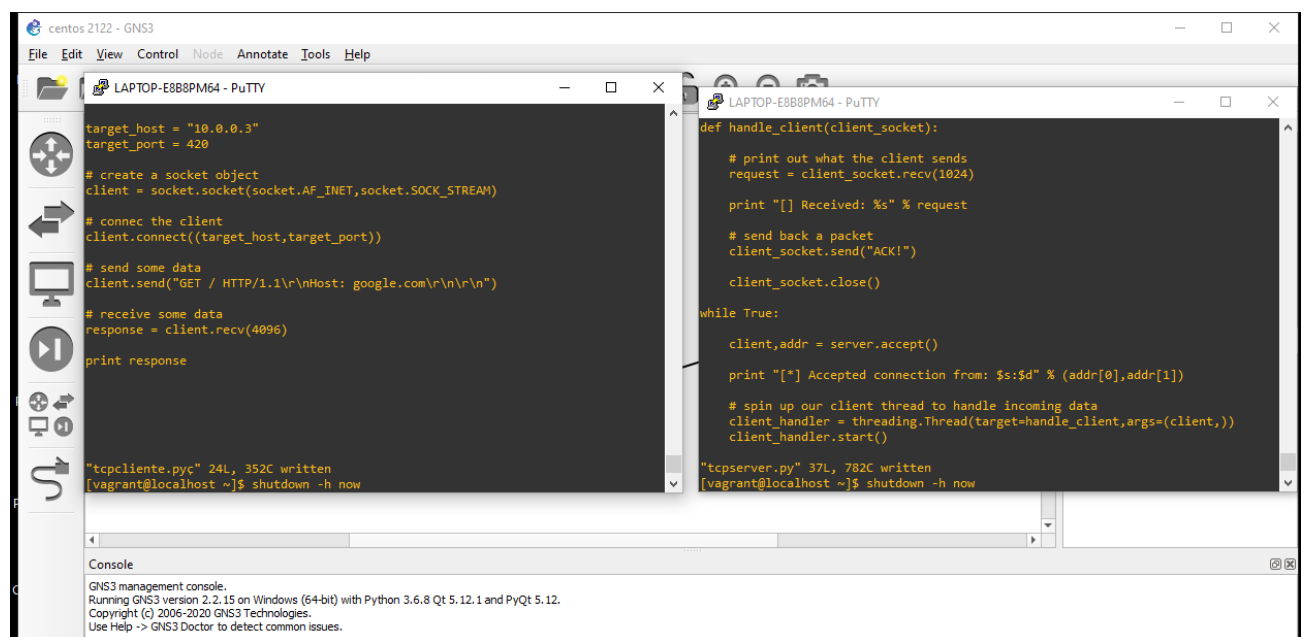 centos 2122 - GNS3
File Edit View Control Node Annotate Tools Help
LAPTOP-E8B8PM64 - PuTTY
target_host = "10.0.0.3"
target_port = 420
# create a socket object
client = socket.socket(socket.AF_INET,socket.SOCK_STREAM)
# connec the client
client.connect((target_host,target_port))
# send some data
client.send("GET / HTTP/1.1\r\nHost: google.com\r\n\r\n")
# receive some data
response = client.recv(4096)
print response
"tcpcliente.pyç" 24L, 352C written
[vagrant@localhost ~]$ shutdown -h now
LAPTOP-E8B8PM64 - PuTTY
def handle_client(client_socket):
# print out what the client sends
request = client_socket.recv(1024)
print "[] Received: %s" % request
# send back a packet
client_socket.send("ACK!")
client_socket.close()
while True:
client,addr = server.accept()
print "[*] Accepted connection from: $s:$d" % (addr[0],addr[1])
# spin up our client thread to handle incoming data
client_handler = threading.Thread(target=handle_client,args=(client,))
client_handler.start()
"tcpserver.py" 37L, 782C written
[vagrant@localhost ~]$ shutdown -h now
Console
GNS3 management console.
Running GNS3 version 2.2.15 on Windows (64-bit) with Python 3.6.8 Qt 5.12.1 and PyQt 5.12.
Copyright (c) 2006-2020 GNS3 Technologies.
Use Help -> GNS3 Doctor to detect common issues.